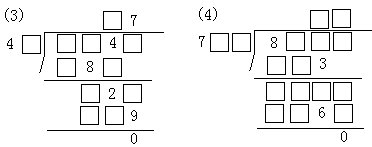 (3) □ 7
4 □ ) □ □ 4 □
□ 8 □
□ 2 □
□ □ 9
0
(4) □ □
7 □ □ ) 8 □ □ □
□ □ 3
□ □ □ □
□ □ 6 □
0